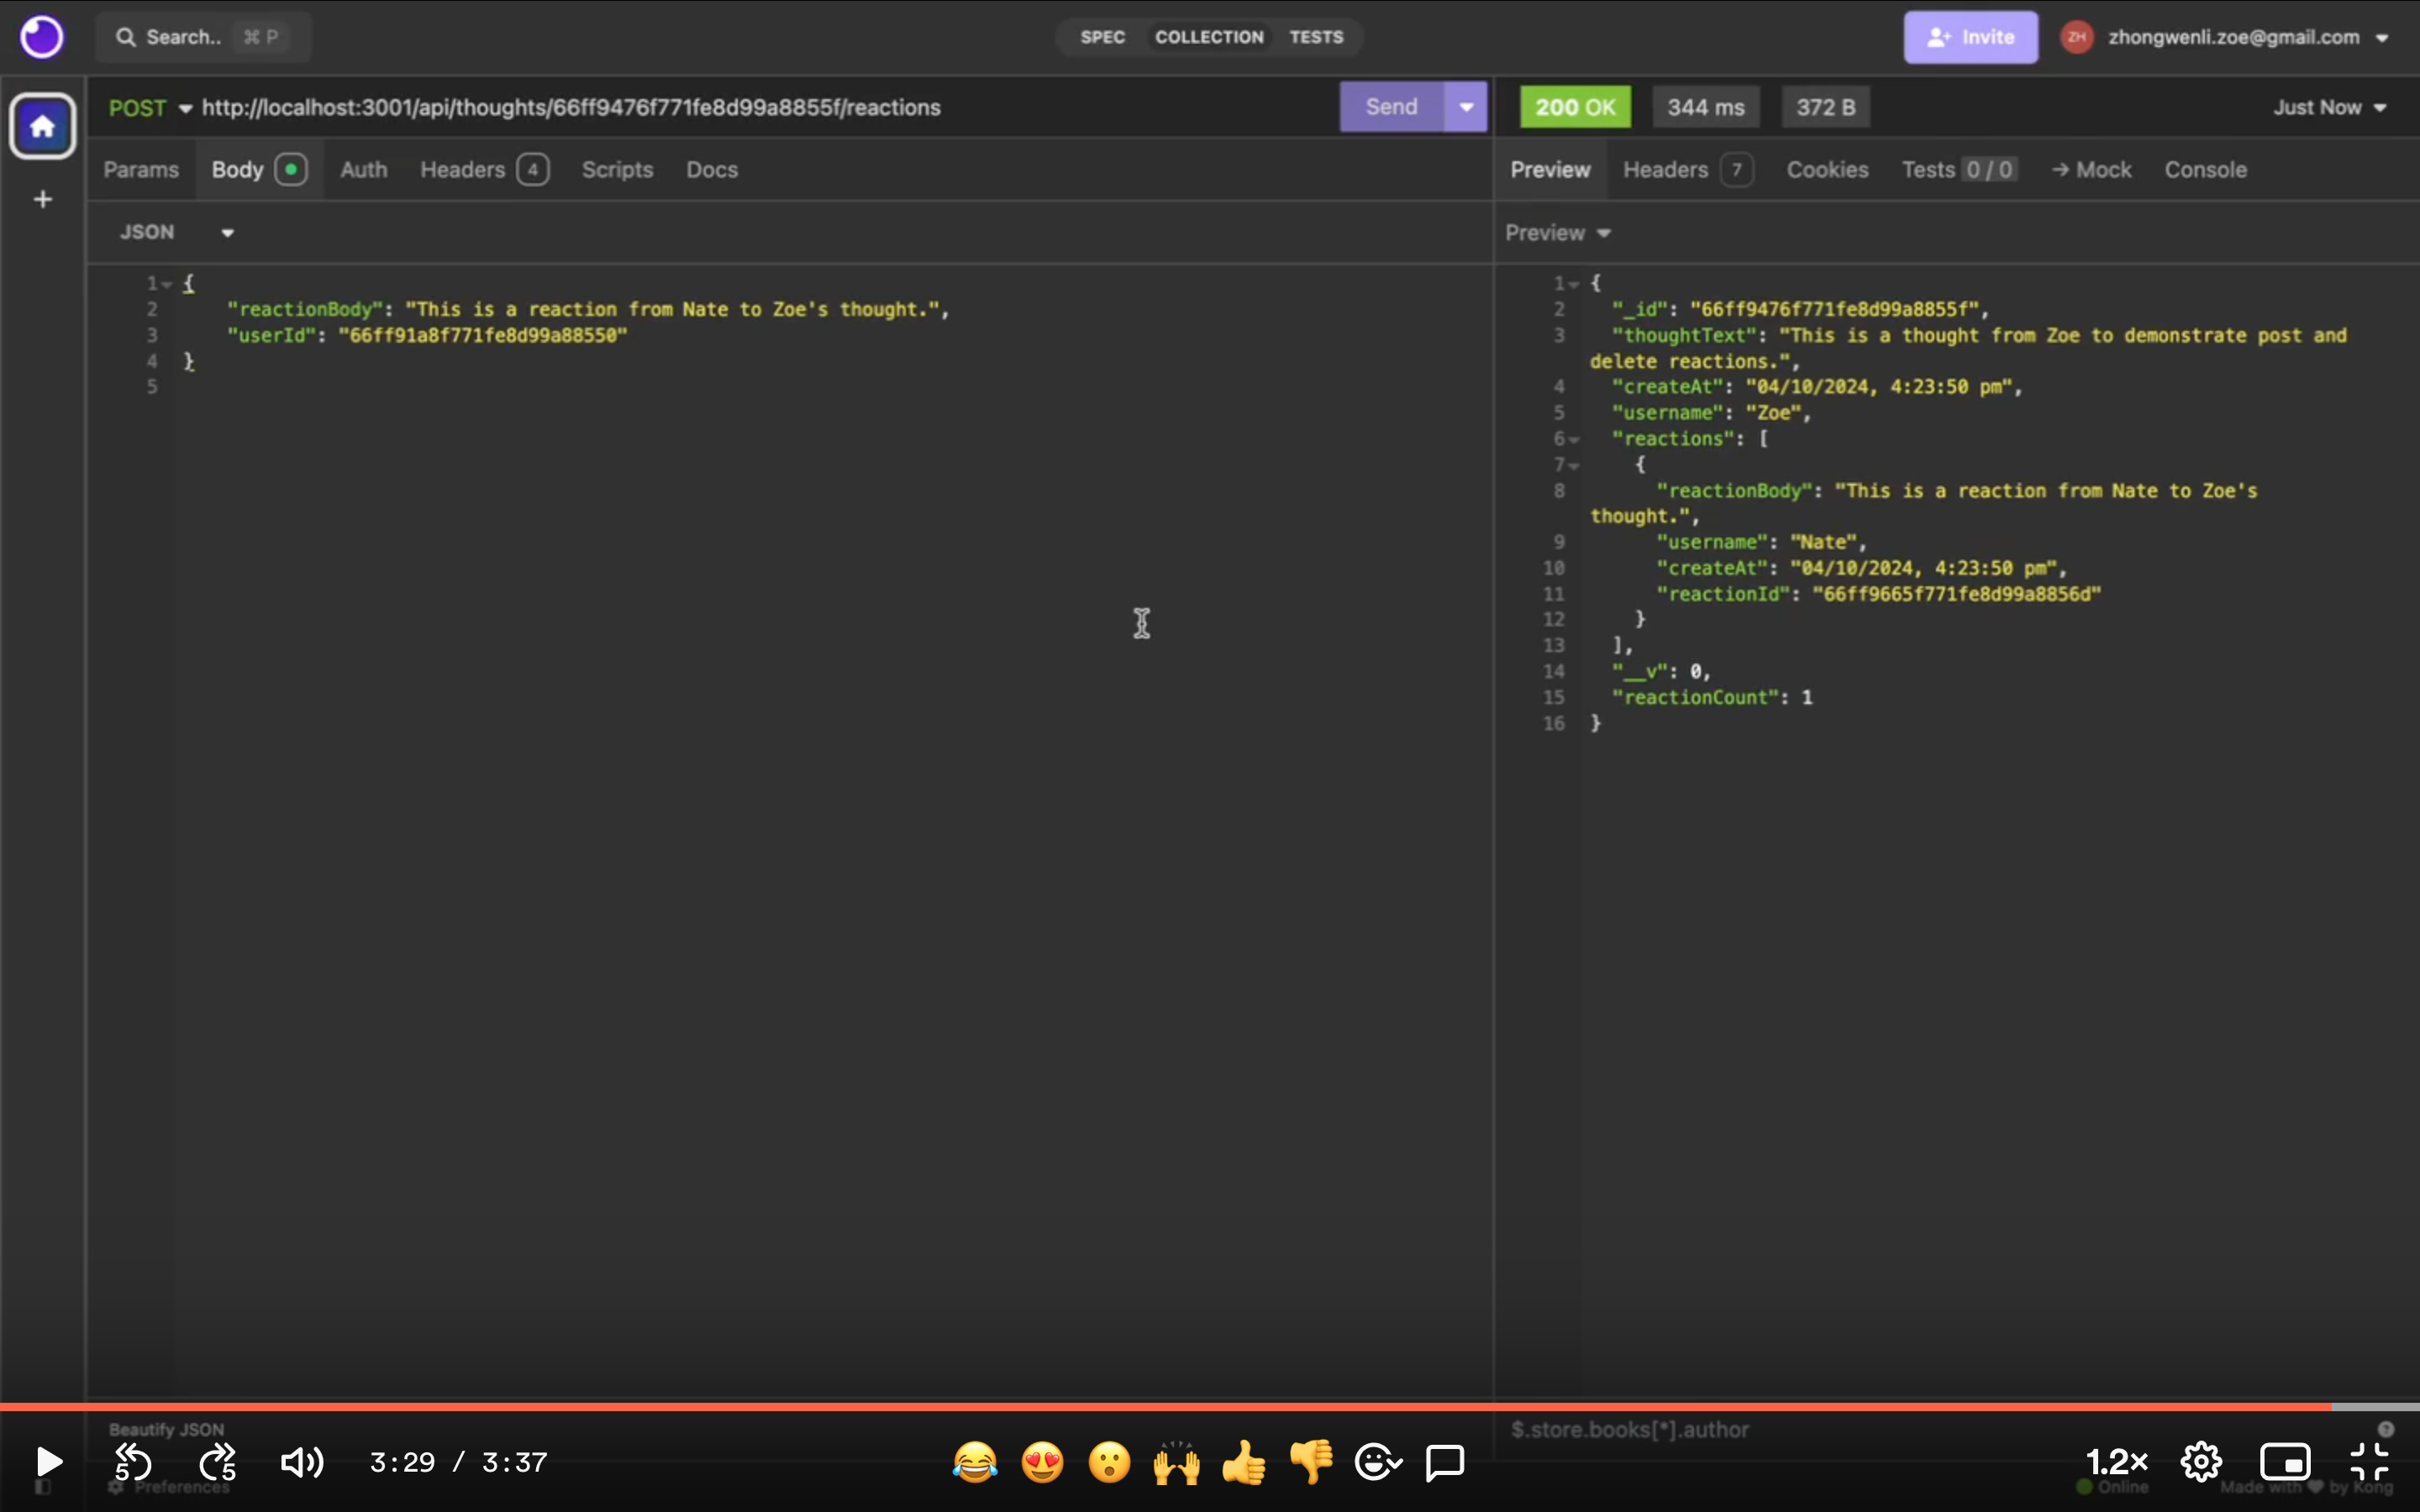 Search.. ⌘ P
SPEC COLLECTION TESTS
Invite
ZH zhongwenli.zoe@gmail.com
POST http://localhost:3001/api/thoughts/66ff9476f771fe8d99a8855f/reactions
Send
200 OK 344 ms 372 B
Just Now
Params Body Auth Headers 4 Scripts Docs
Preview Headers 7 Cookies Tests 0 / 0 → Mock Console
JSON
Preview
1 {
2 "reactionBody": "This is a reaction from Nate to Zoe's thought.",
3 "userId": "66ff91a8f771fe8d99a88550"
4 }
5
1 {
2 "_id": "66ff9476f771fe8d99a8855f",
3 "thoughtText": "This is a thought from Zoe to demonstrate post and
delete reactions.",
4 "createAt": "04/10/2024, 4:23:50 pm",
5 "username": "Zoe",
6 "reactions": [
7 {
8 "reactionBody": "This is a reaction from Nate to Zoe's
thought.",
9 "username": "Nate",
10 "createAt": "04/10/2024, 4:23:50 pm",
11 "reactionId": "66ff9665f771fe8d99a8856d"
12 }
13 ],
14 "__v": 0,
15 "reactionCount": 1
16 }
Beautify JSON
$.store.books[*].author
5 5 3:29 / 3:37
1.2×
Preferences
Online
Made with ♥ by Kong